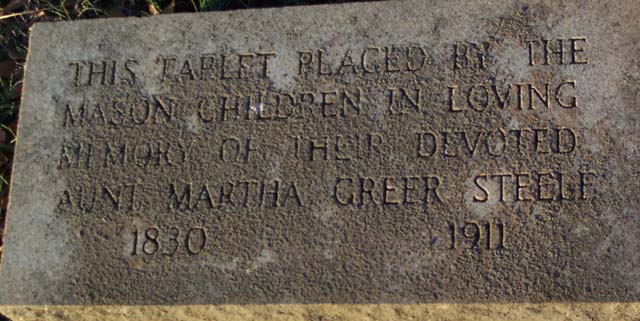 THIS TABLET PLACED BY THE
MASON CHILDREN IN LOVING
MEMORY OF THEIR DEVOTED
AUNT MARTHA GREER STEELE
1830 1911